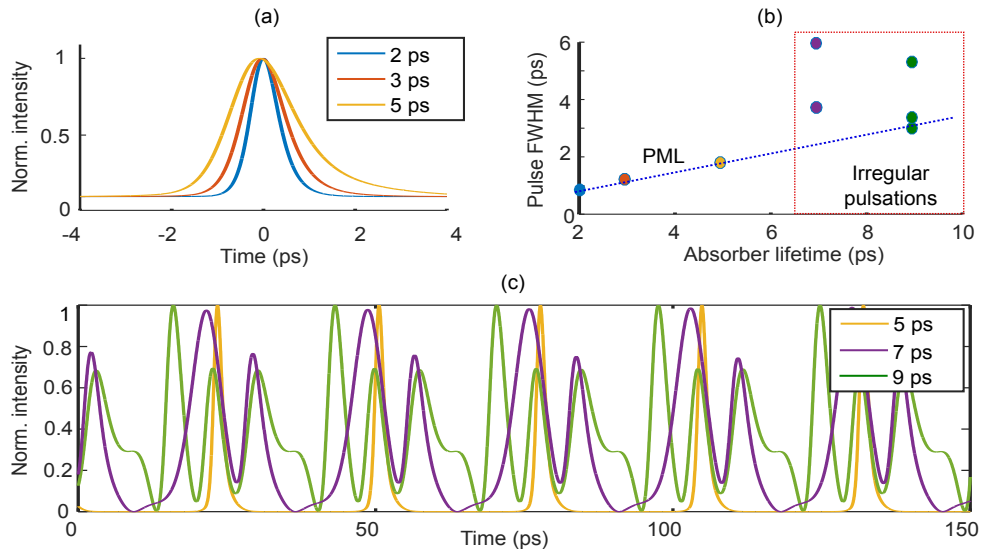 (a)
Norm. intensity
1
0.5
0
2 ps
3 ps
5 ps
-4
-2
0
2
4
Time (ps)
(b)
Pulse FWHM (ps)
6
4
2
0
PML
Irregular
pulsations
2
4
6
8
10
Absorber lifetime (ps)
(c)
Norm. intensity
1
0.8
0.6
0.4
0.2
0
5 ps
7 ps
9 ps
0
50
100
150
Time (ps)